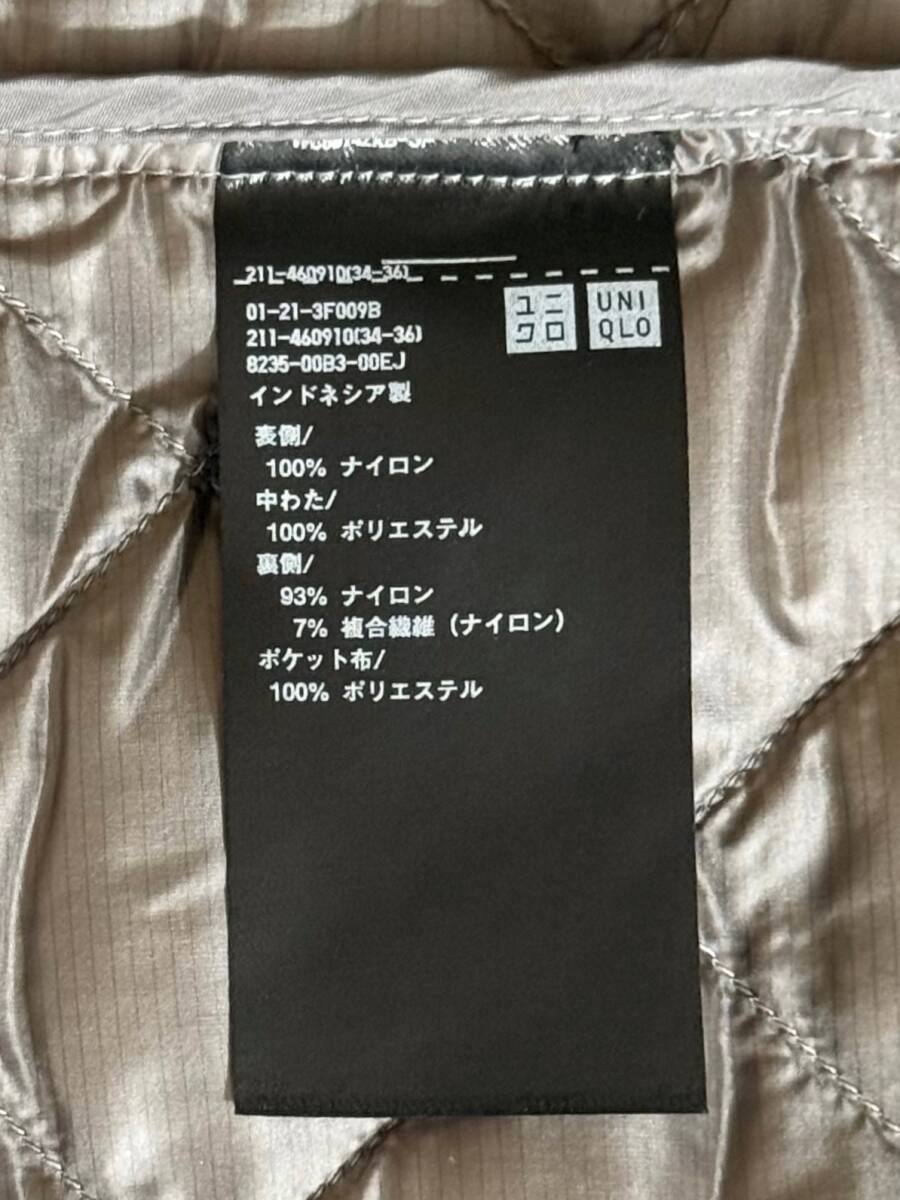 211-460910(34-36)
01-21-3F009B
211-460910(34-36)
8235-00B3-00EJ
インドネシア製
ユニ
クロ
UNI
QLO
表側/
100% ナイロン
中わた/
100% ポリエステル
裏側/
93% ナイロン
7% 複合繊維 (ナイロン)
ポケット布/
100% ポリエステル